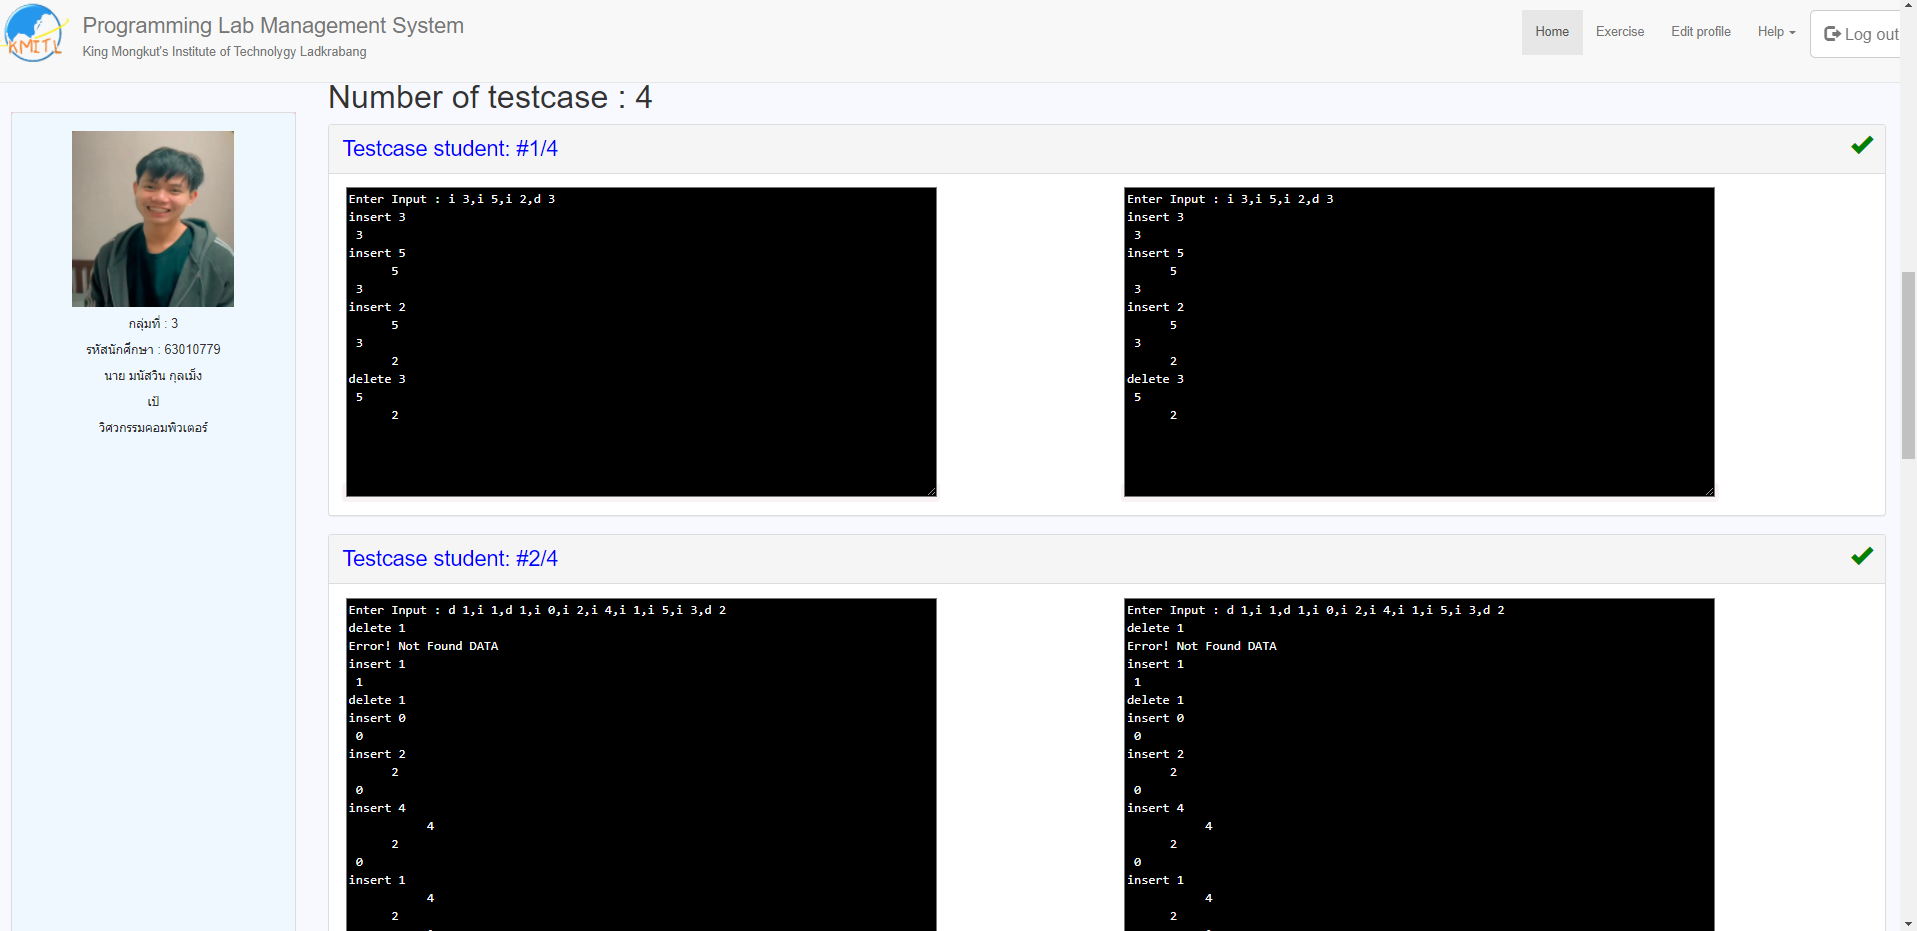 KMITL
Programming Lab Management System
King Mongkut's Institute of Technolygy Ladkrabang
Home
Exercise
Edit profile
Help
Log out
กลุ่มที่ : 3
รหัสนักศึกษา : 63010779
นาย มนัสวิน กุลเม็ง
เป้
วิศวกรรมคอมพิวเตอร์
Number of testcase : 4
Testcase student: #1/4
Enter Input : i 3,i 5,i 2,d 3
insert 3
3
insert 5
5
3
insert 2
5
3
2
delete 3
5
2
Enter Input : i 3,i 5,i 2,d 3
insert 3
3
insert 5
5
3
insert 2
5
3
2
delete 3
5
2
Testcase student: #2/4
Enter Input : d 1,i 1,d 1,i 0,i 2,i 4,i 1,i 5,i 3,d 2
delete 1
Error! Not Found DATA
insert 1
1
delete 1
insert 0
0
insert 2
2
0
insert 4
4
2
0
insert 1
4
2
Enter Input : d 1,i 1,d 1,i 0,i 2,i 4,i 1,i 5,i 3,d 2
delete 1
Error! Not Found DATA
insert 1
1
delete 1
insert 0
0
insert 2
2
0
insert 4
4
2
0
insert 1
4
2